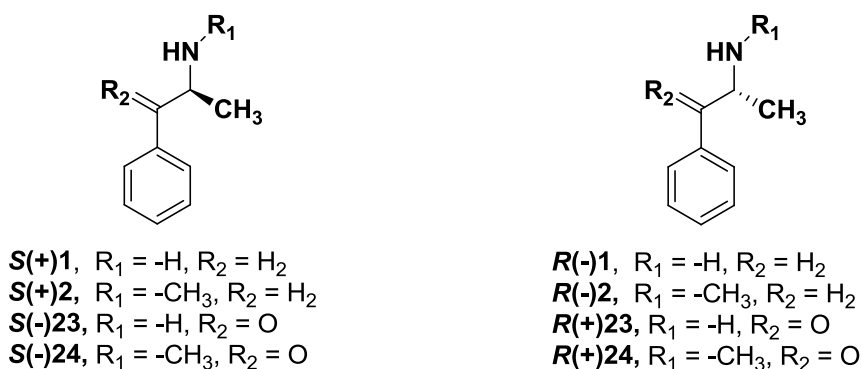 R₁
HN
R₂
CH₃
S(+)1, R₁ = -H, R₂ = H₂
S(+)2, R₁ = -CH₃, R₂ = H₂
S(-)23, R₁ = -H, R₂ = O
S(-)24, R₁ = -CH₃, R₂ = O
R₁
HN
R₂
CH₃
R(-)1, R₁ = -H, R₂ = H₂
R(-)2, R₁ = -CH₃, R₂ = H₂
R(+)23, R₁ = -H, R₂ = O
R(+)24, R₁ = -CH₃, R₂ = O